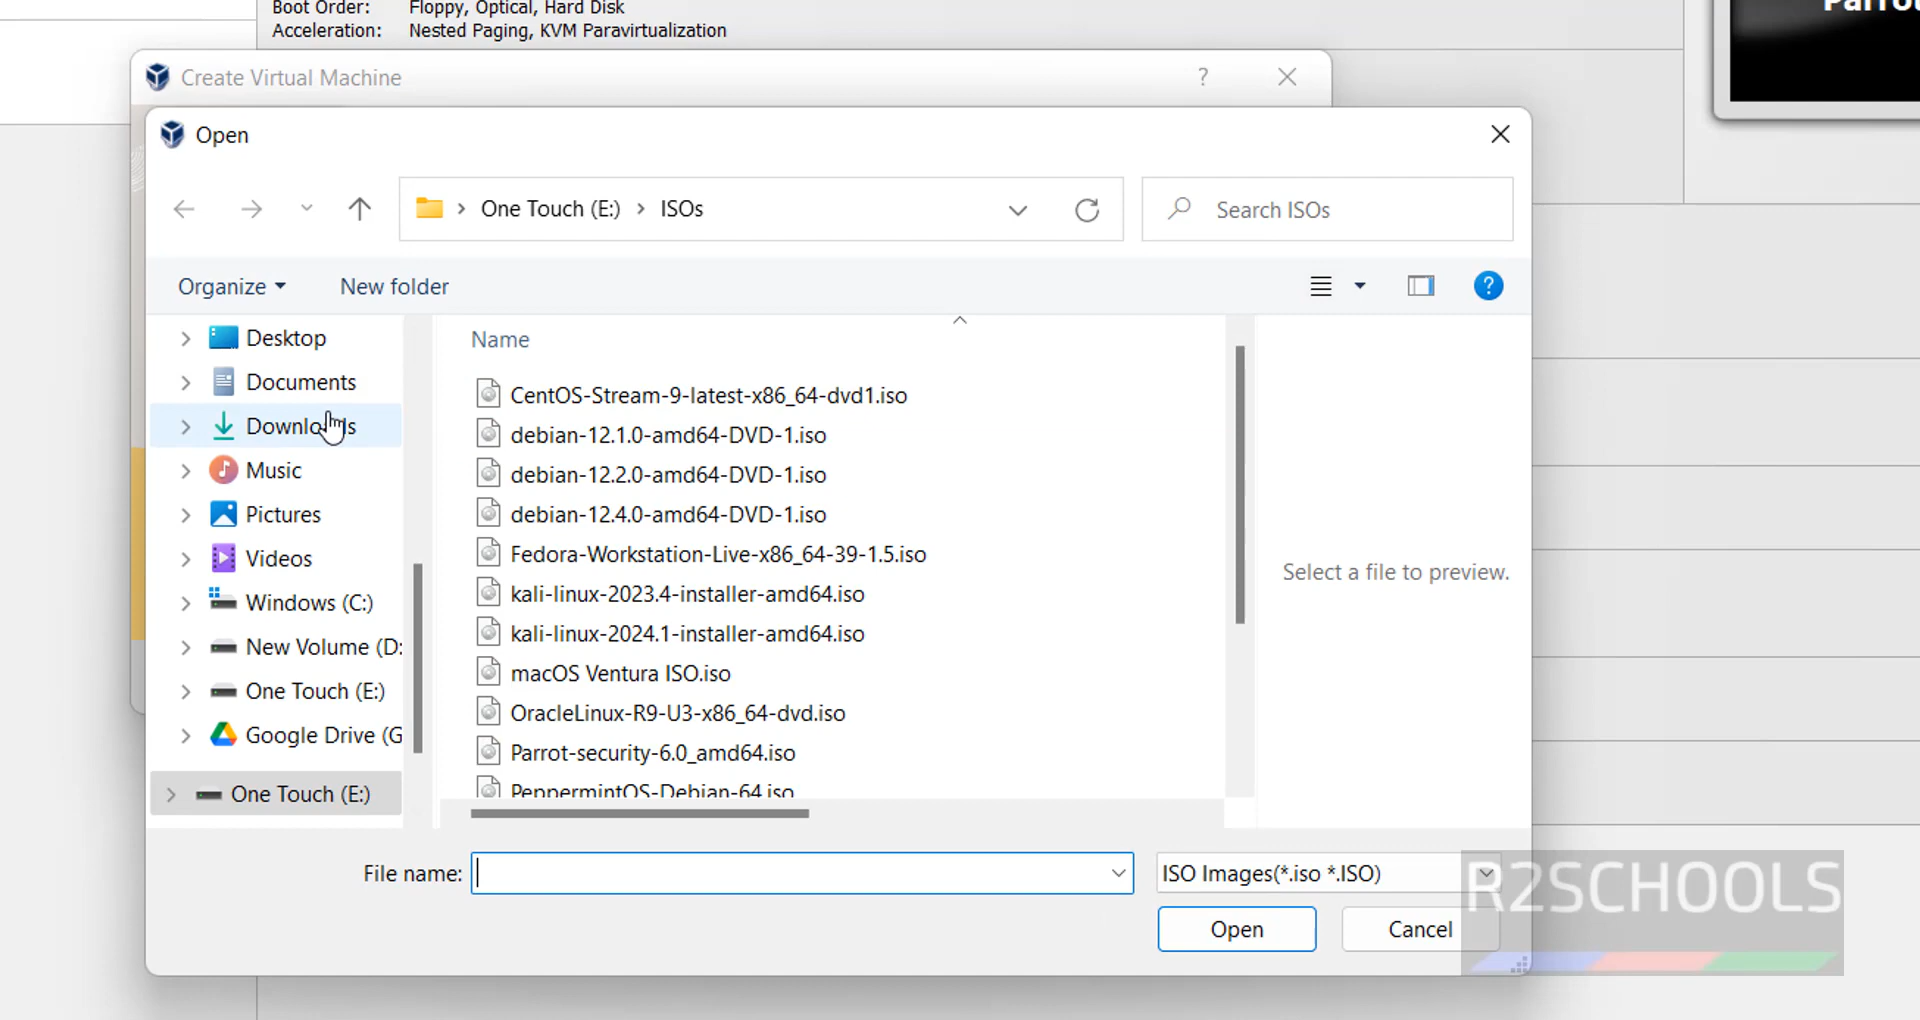 Boot Order: Floppy, Optical, Hard Disk
Acceleration: Nested Paging, KVM Paravirtualization
Create Virtual Machine ?
Open
One Touch (E:) › ISOs
Search ISOs
Organize
New folder
?
Desktop
Documents
Downloads
Music
Pictures
Videos
Windows (C:)
New Volume (D:
One Touch (E:)
Google Drive (G
One Touch (E:)
Name
CentOS-Stream-9-latest-x86_64-dvd1.iso
debian-12.1.0-amd64-DVD-1.iso
debian-12.2.0-amd64-DVD-1.iso
debian-12.4.0-amd64-DVD-1.iso
Fedora-Workstation-Live-x86_64-39-1.5.iso
kali-linux-2023.4-installer-amd64.iso
kali-linux-2024.1-installer-amd64.iso
macOS Ventura ISO.iso
OracleLinux-R9-U3-x86_64-dvd.iso
Parrot-security-6.0_amd64.iso
PeppermintOS-Debian-64.iso
Select a file to preview.
File name:
ISO Images(*.iso *.ISO)
Open
Cancel
R2SCHOOLS